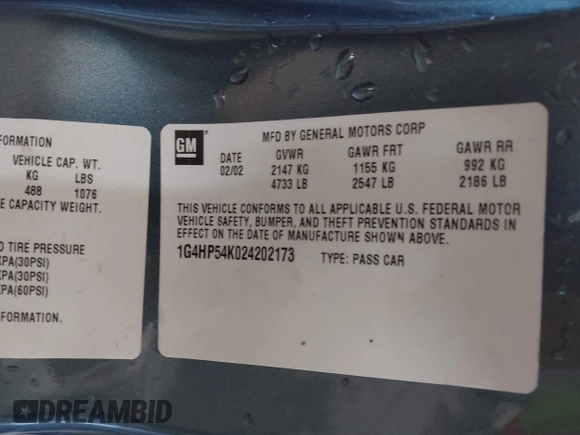 FORMATION
VEHICLE CAP. WT.
KG LBS
488 1076
E CAPACITY WEIGHT.
D TIRE PRESSURE
KPA(30PSI)
KPA(30PSI)
KPA(60PSI)
FORMATION.
GM
MFD BY GENERAL MOTORS CORP
DATE GVWR GAWR FRT GAWR RR
02/02 2147 KG 1155 KG 992 KG
4733 LB 2547 LB 2186 LB
THIS VEHICLE CONFORMS TO ALL APPLICABLE U.S. FEDERAL MOTOR
VEHICLE SAFETY, BUMPER, AND THEFT PREVENTION STANDARDS IN
EFFECT ON THE DATE OF MANUFACTURE SHOWN ABOVE.
1G4HP54K024202173 TYPE: PASS CAR
DREAMBID